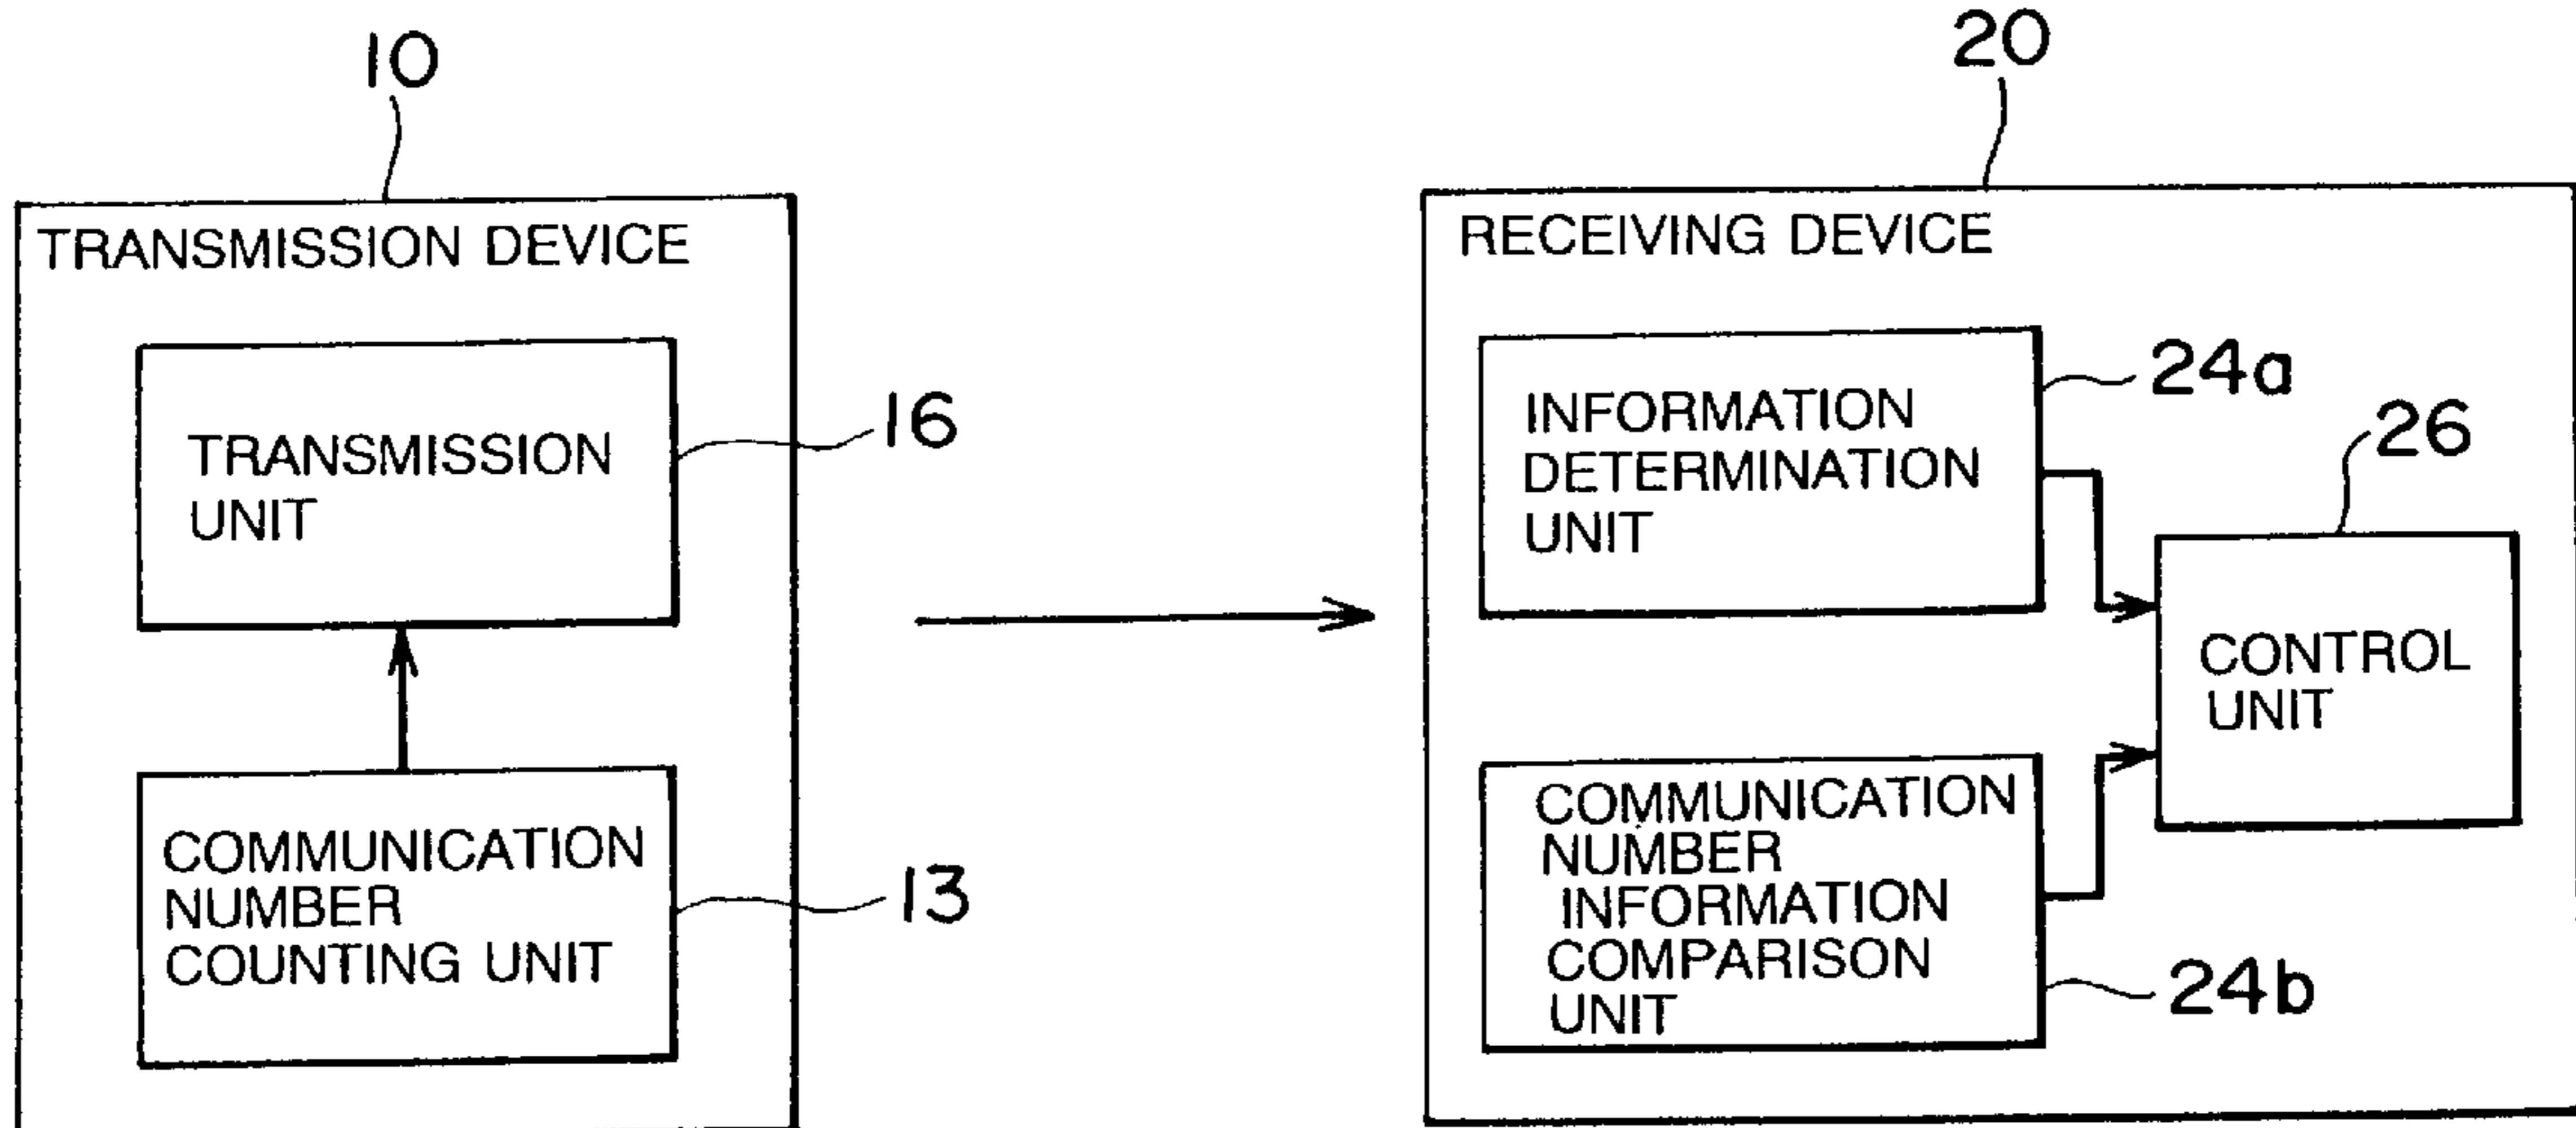 10
TRANSMISSION DEVICE
TRANSMISSION
UNIT
16
COMMUNICATION
NUMBER
COUNTING UNIT
13
20
RECEIVING DEVICE
INFORMATION
DETERMINATION
UNIT
24a
26
CONTROL
UNIT
COMMUNICATION
NUMBER
INFORMATION
COMPARISON
UNIT
24b